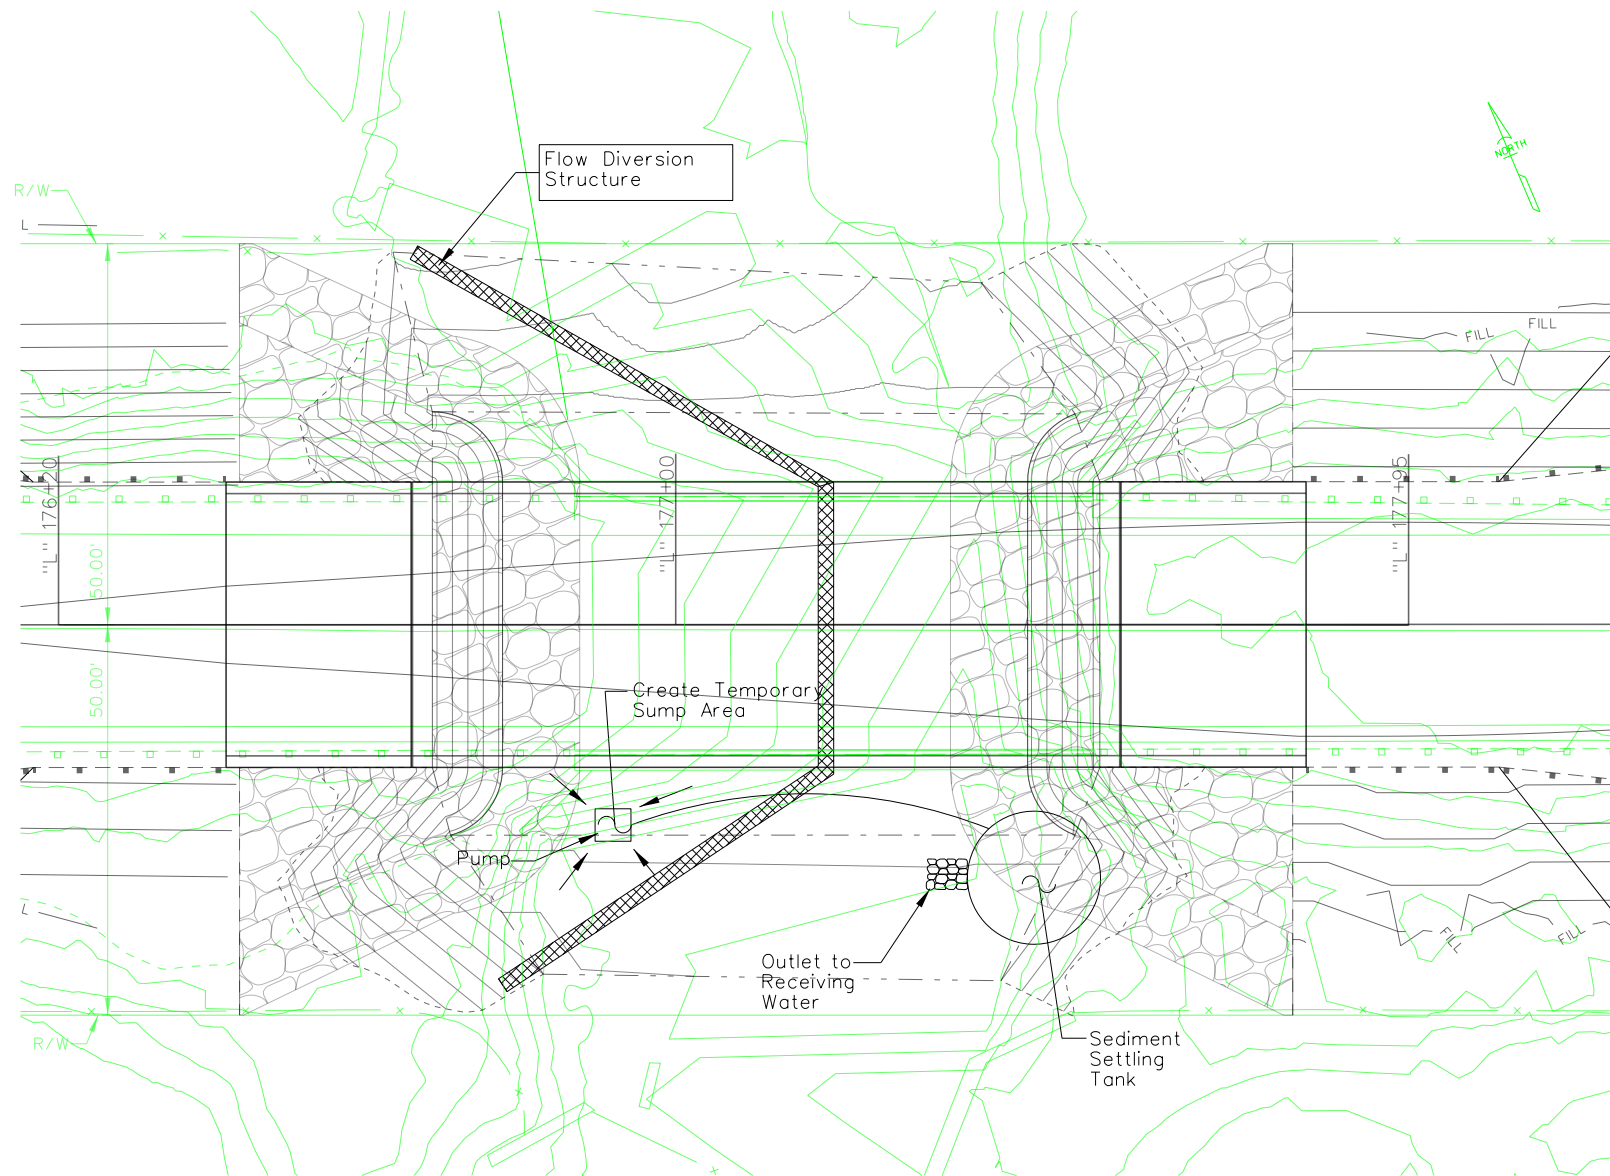 Flow Diversion
Structure
NORTH
R/W
L
FILL
FILL
"L" 176+20
"L" 177+00
"L" 177+95
50.00'
50.00'
Create Temporary
Sump Area
Pump
L
FILL
FILL
Outlet to
Receiving
Water
R/W
Sediment
Settling
Tank